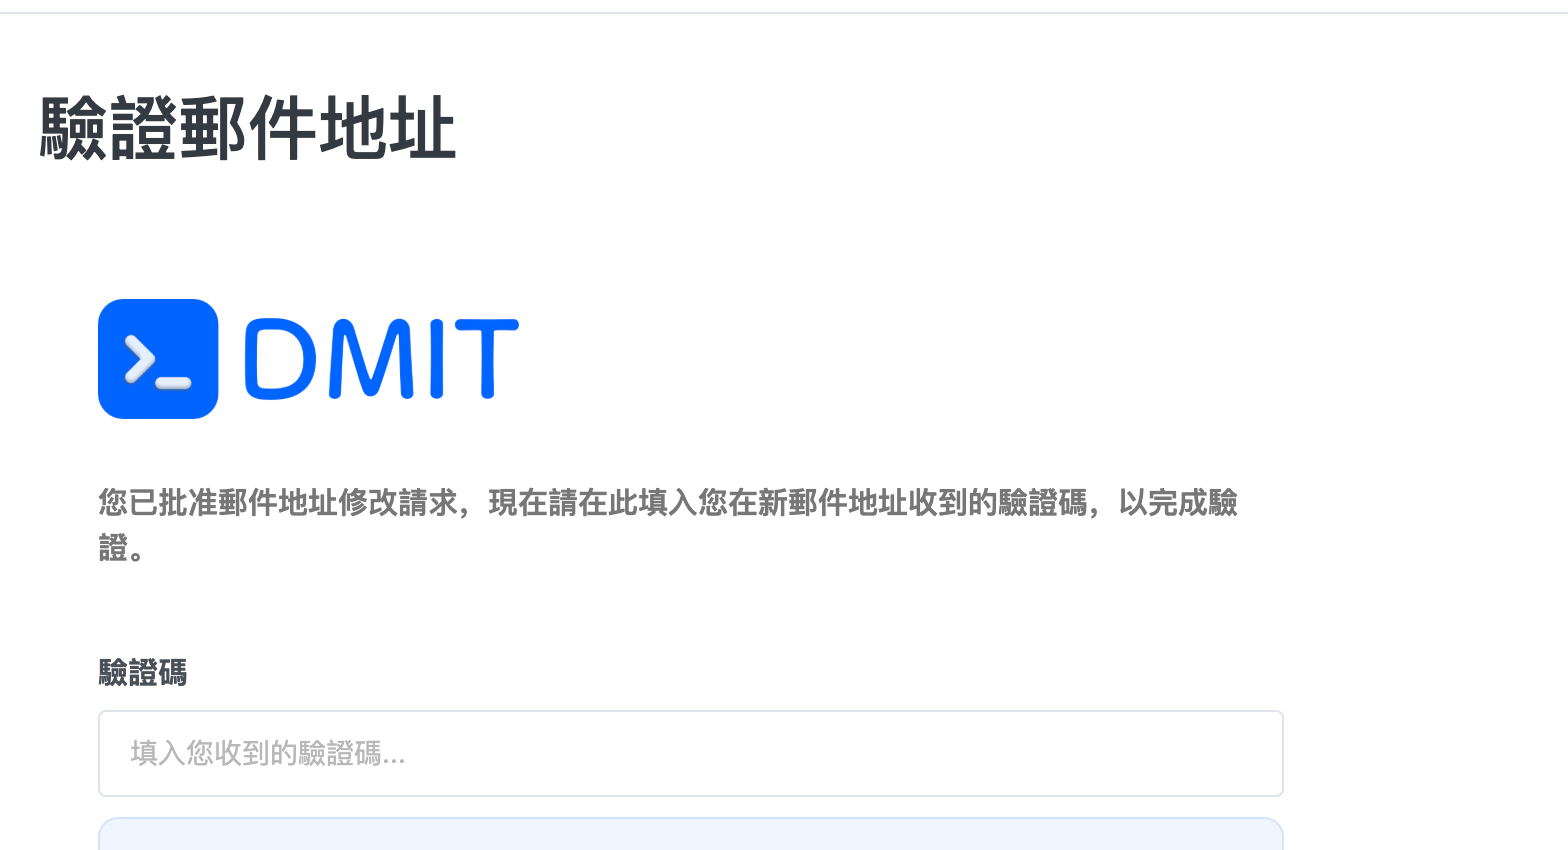 驗證郵件地址
DMIT
您已批准郵件地址修改請求，現在請在此填入您在新郵件地址收到的驗證碼，以完成驗
證。
驗證碼
填入您收到的驗證碼...